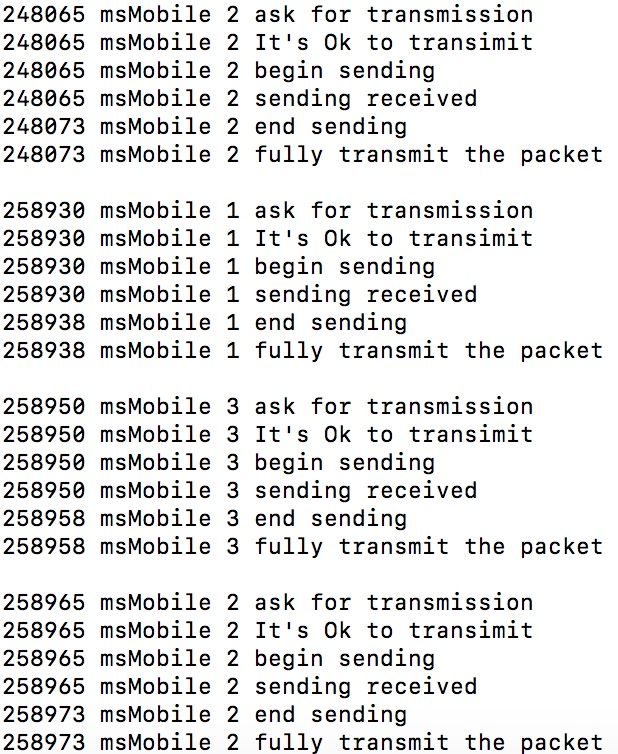 248065 msMobile 2 ask for transmission
248065 msMobile 2 It's Ok to transimit
248065 msMobile 2 begin sending
248065 msMobile 2 sending received
248073 msMobile 2 end sending
248073 msMobile 2 fully transmit the packet
258930 msMobile 1 ask for transmission
258930 msMobile 1 It's Ok to transimit
258930 msMobile 1 begin sending
258930 msMobile 1 sending received
258938 msMobile 1 end sending
258938 msMobile 1 fully transmit the packet
258950 msMobile 3 ask for transmission
258950 msMobile 3 It's Ok to transimit
258950 msMobile 3 begin sending
258950 msMobile 3 sending received
258958 msMobile 3 end sending
258958 msMobile 3 fully transmit the packet
258965 msMobile 2 ask for transmission
258965 msMobile 2 It's Ok to transimit
258965 msMobile 2 begin sending
258965 msMobile 2 sending received
258973 msMobile 2 end sending
258973 msMobile 2 fully transmit the packet